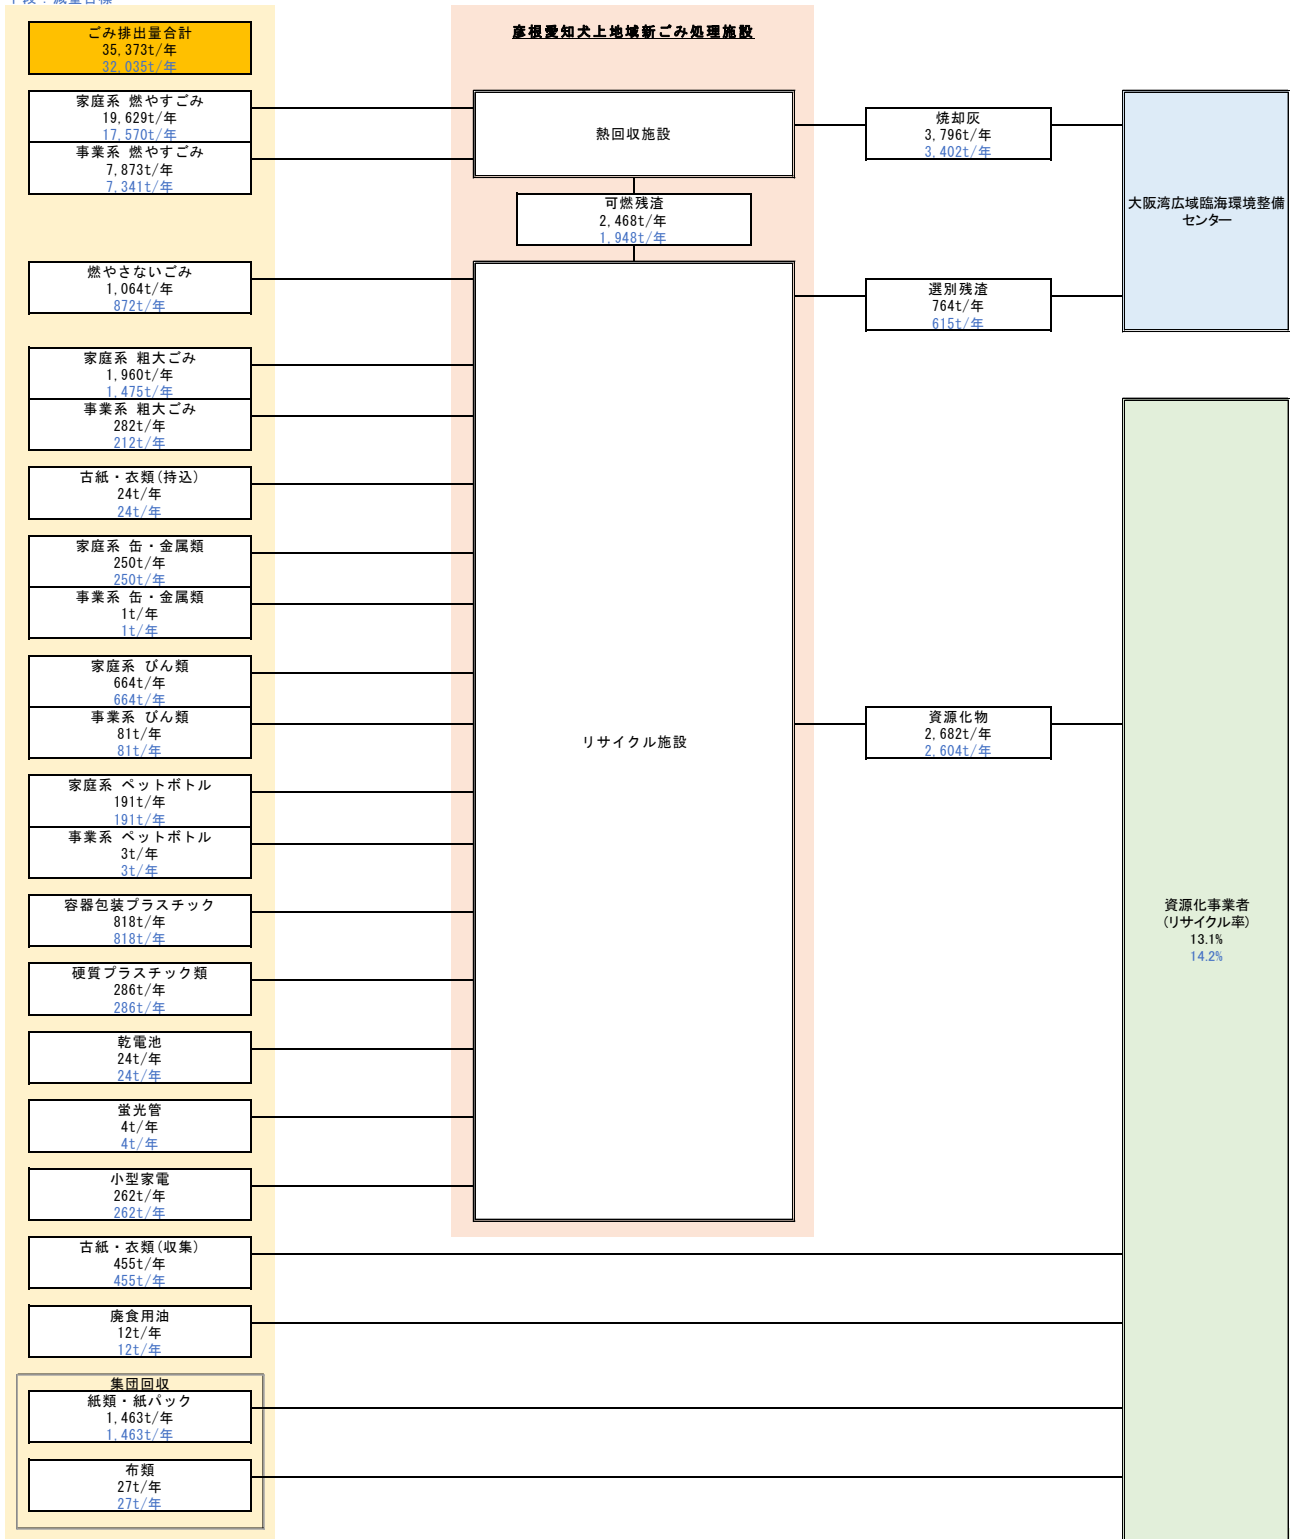 下段：減量目標
ごみ排出量合計
35,373t/年
32,035t/年
彦根愛知犬上地域新ごみ処理施設
家庭系 燃やすごみ
19,629t/年
17,570t/年
事業系 燃やすごみ
7,873t/年
7,341t/年
熱回収施設
焼却灰
3,796t/年
3,402t/年
大阪湾広域臨海環境整備
センター
可燃残渣
2,468t/年
1,948t/年
燃やさないごみ
1,064t/年
872t/年
選別残渣
764t/年
615t/年
家庭系 粗大ごみ
1,960t/年
1,475t/年
事業系 粗大ごみ
282t/年
212t/年
古紙・衣類(持込)
24t/年
24t/年
家庭系 缶・金属類
250t/年
250t/年
事業系 缶・金属類
1t/年
1t/年
家庭系 びん類
664t/年
664t/年
事業系 びん類
81t/年
81t/年
リサイクル施設
資源化物
2,682t/年
2,604t/年
家庭系 ペットボトル
191t/年
191t/年
事業系 ペットボトル
3t/年
3t/年
容器包装プラスチック
818t/年
818t/年
資源化事業者
(リサイクル率)
13.1%
14.2%
硬質プラスチック類
286t/年
286t/年
乾電池
24t/年
24t/年
蛍光管
4t/年
4t/年
小型家電
262t/年
262t/年
古紙・衣類(収集)
455t/年
455t/年
廃食用油
12t/年
12t/年
集団回収
紙類・紙パック
1,463t/年
1,463t/年
布類
27t/年
27t/年